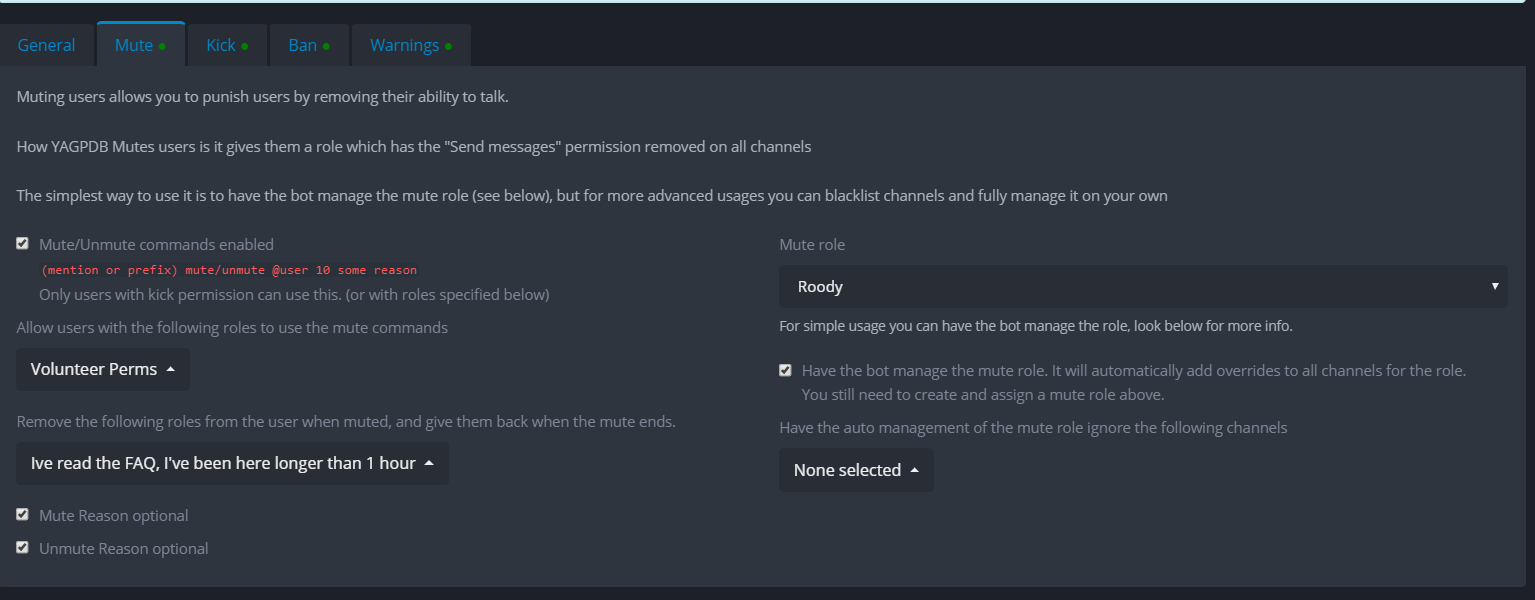 General
Mute
Kick
Ban
Warnings
Muting users allows you to punish users by removing their ability to talk.
How YAGPDB Mutes users is it gives them a role which has the "Send messages" permission removed on all channels
The simplest way to use it is to have the bot manage the mute role (see below), but for more advanced usages you can blacklist channels and fully manage it on your own
Mute/Unmute commands enabled
(mention or prefix) mute/unmute @user 10 some reason
Only users with kick permission can use this. (or with roles specified below)
Allow users with the following roles to use the mute commands
Volunteer Perms
Remove the following roles from the user when muted, and give them back when the mute ends.
Ive read the FAQ, I've been here longer than 1 hour
Mute Reason optional
Unmute Reason optional
Mute role
Roody
For simple usage you can have the bot manage the role, look below for more info.
Have the bot manage the mute role. It will automatically add overrides to all channels for the role.
You still need to create and assign a mute role above.
Have the auto management of the mute role ignore the following channels
None selected